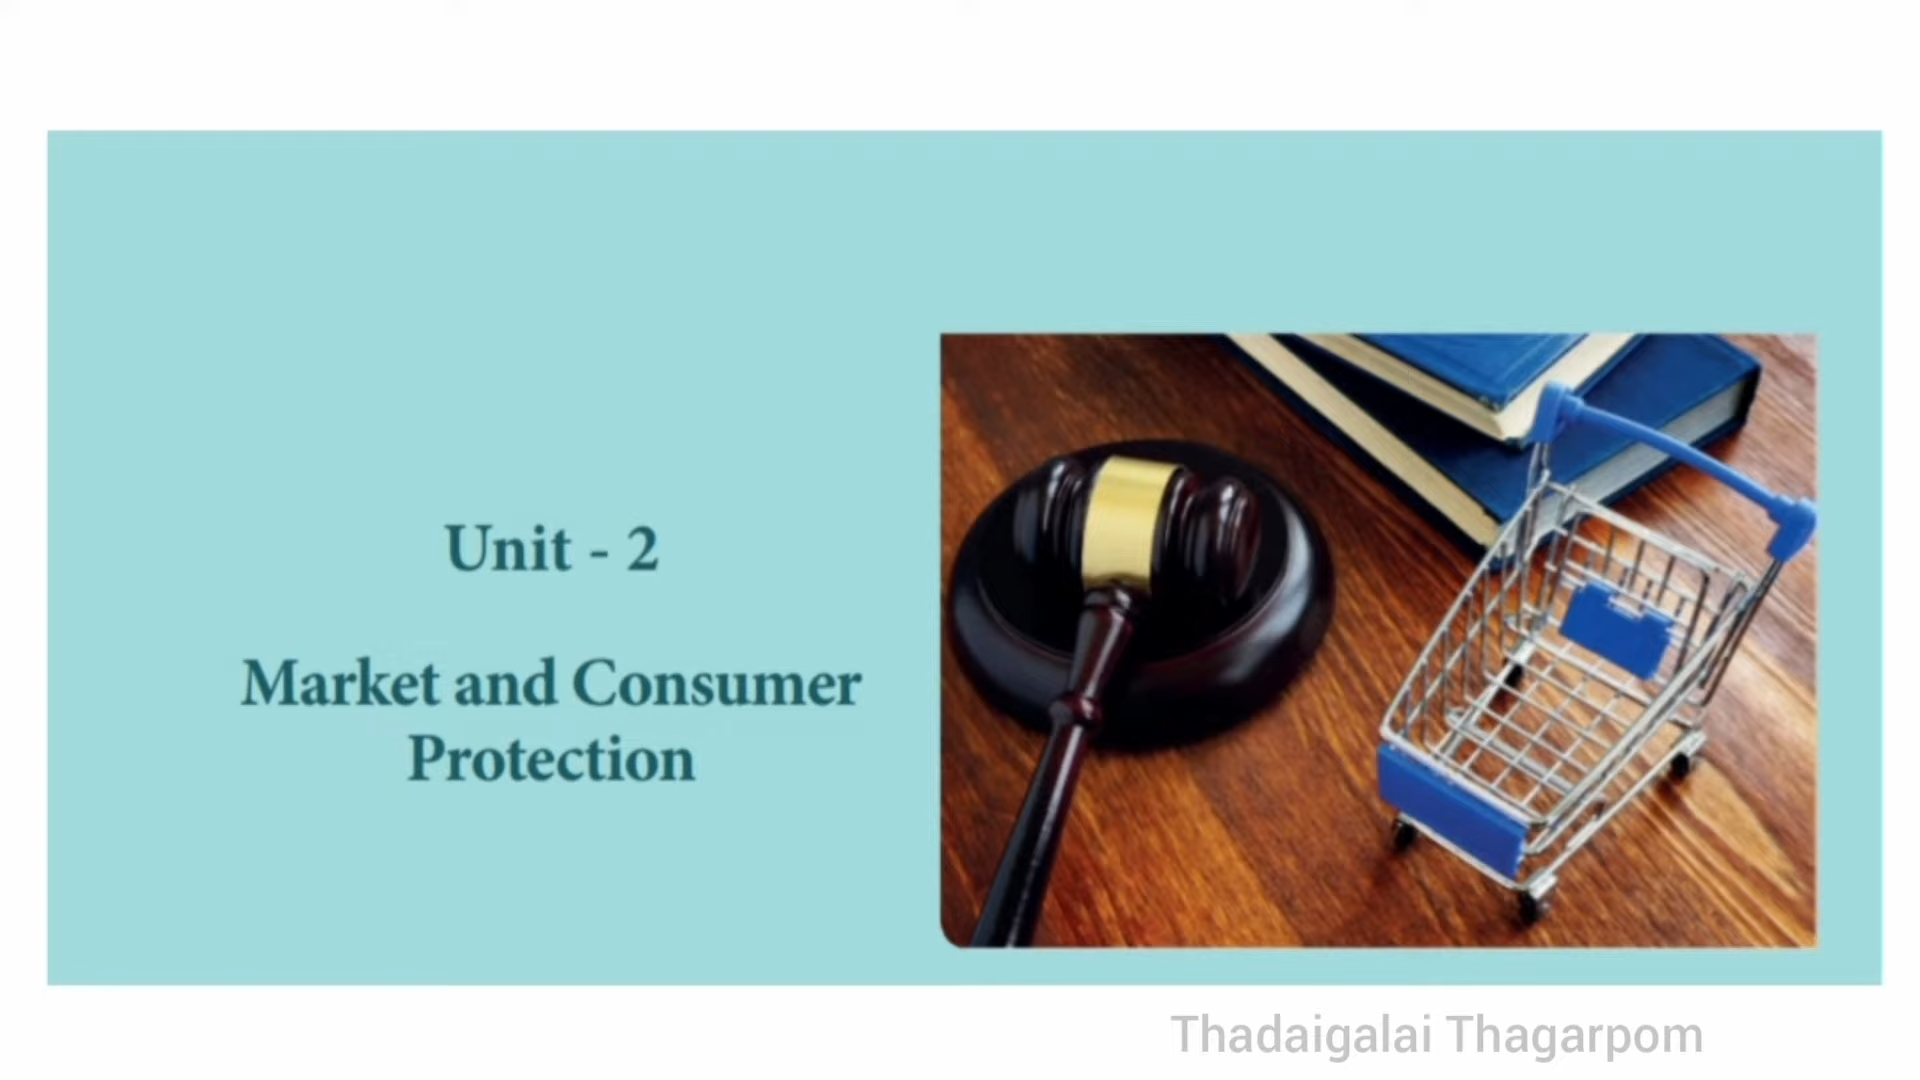 Unit - 2
Market and Consumer
Protection
Thadaigalai Thagarpom